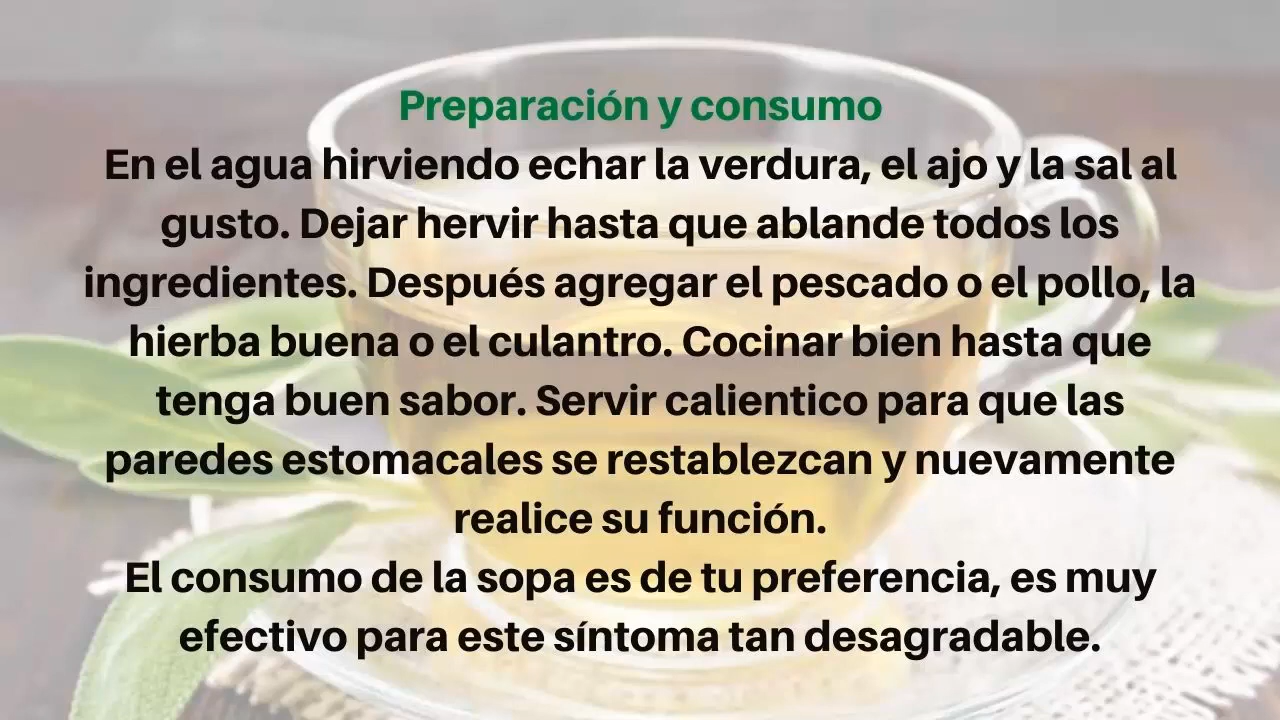 Preparación y consumo
En el agua hirviendo echar la verdura, el ajo y la sal al
gusto. Dejar hervir hasta que ablande todos los
ingredientes. Después agregar el pescado o el pollo, la
hierba buena o el culantro. Cocinar bien hasta que
tenga buen sabor. Servir calientico para que las
paredes estomacales se restablezcan y nuevamente
realice su función.
El consumo de la sopa es de tu preferencia, es muy
efectivo para este síntoma tan desagradable.